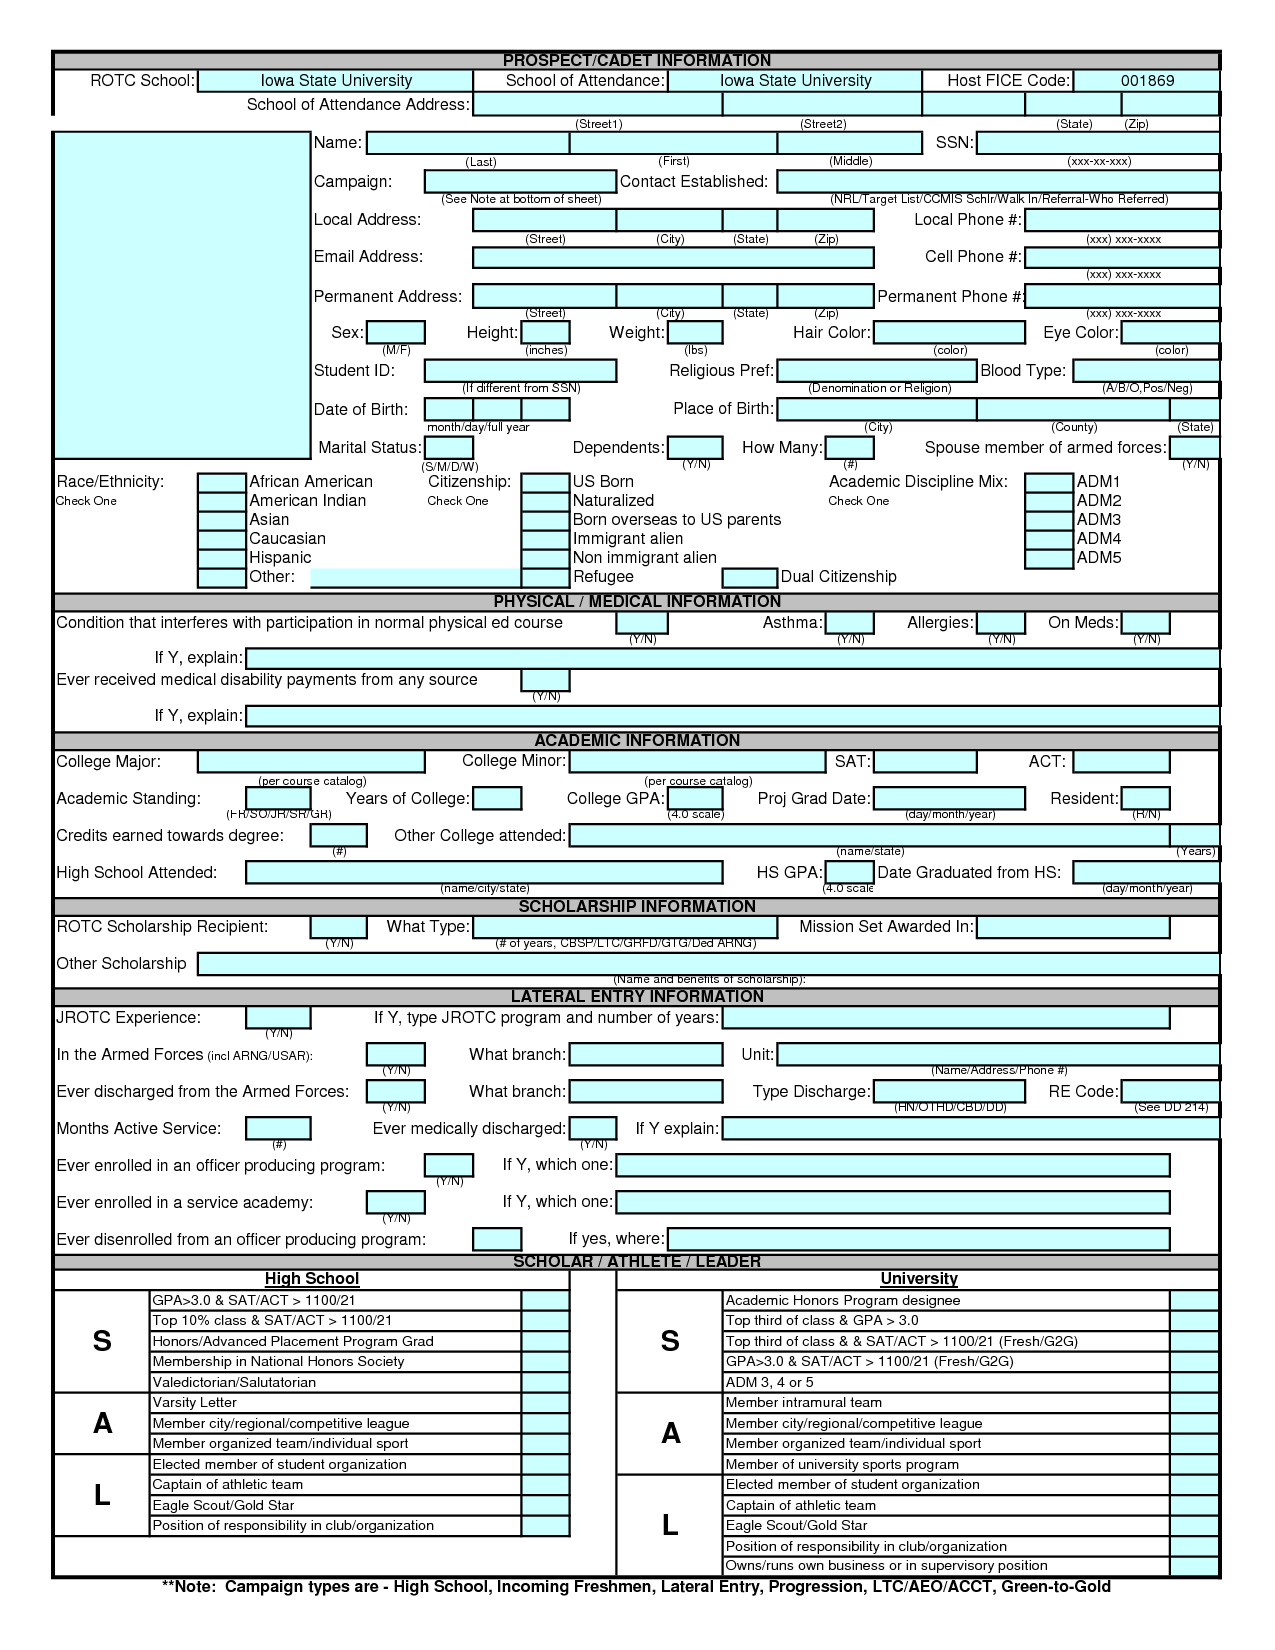 PROSPECT/CADET INFORMATION
ROTC School: Iowa State University School of Attendance: Iowa State University Host FICE Code: 001869
School of Attendance Address:
(Street1) (Street2) (State) (Zip)
Name: SSN:
(Last) (First) (Middle) (xxx-xx-xxx)
Campaign: Contact Established:
(See Note at bottom of sheet) (NRL/Target List/CCMIS Schlr/Walk In/Referral-Who Referred)
Local Address: Local Phone #:
(Street) (City) (State) (Zip) (xxx) xxx-xxxx
Email Address: Cell Phone #:
(xxx) xxx-xxxx
Permanent Address: Permanent Phone #:
(Street) (City) (State) (Zip) (xxx) xxx-xxxx
Sex: Height: Weight: Hair Color: Eye Color:
(M/F) (inches) (lbs) (color) (color)
Student ID: Religious Pref: Blood Type:
(If different from SSN) (Denomination or Religion) (A/B/O,Pos/Neg)
Date of Birth: Place of Birth:
month/day/full year (City) (County) (State)
Marital Status: Dependents: How Many: Spouse member of armed forces:
(S/M/D/W) (Y/N) (#) (Y/N)
Race/Ethnicity: African American Citizenship: US Born Academic Discipline Mix: ADM1
Check One American Indian Check One Naturalized Check One ADM2
Asian Born overseas to US parents ADM3
Caucasian Immigrant alien ADM4
Hispanic Non immigrant alien ADM5
Other: Refugee Dual Citizenship
PHYSICAL / MEDICAL INFORMATION
Condition that interferes with participation in normal physical ed course Asthma: Allergies: On Meds:
(Y/N) (Y/N) (Y/N) (Y/N)
If Y, explain:
Ever received medical disability payments from any source
(Y/N)
If Y, explain:
ACADEMIC INFORMATION
College Major: College Minor: SAT: ACT:
(per course catalog) (per course catalog)
Academic Standing: Years of College: College GPA: Proj Grad Date: Resident:
(FR/SO/JR/SR/GR) (4.0 scale) (day/month/year) (R/N)
Credits earned towards degree: Other College attended:
(#) (name/state) (Years)
High School Attended: HS GPA: Date Graduated from HS:
(name/city/state) (4.0 scale (day/month/year)
SCHOLARSHIP INFORMATION
ROTC Scholarship Recipient: What Type: Mission Set Awarded In:
(Y/N) (# of years, CBSP/LTC/GRFD/GTG/Ded ARNG)
Other Scholarship
(Name and benefits of scholarship):
LATERAL ENTRY INFORMATION
JROTC Experience: If Y, type JROTC program and number of years:
(Y/N)
In the Armed Forces (incl ARNG/USAR): What branch: Unit:
(Y/N) (Name/Address/Phone #)
Ever discharged from the Armed Forces: What branch: Type Discharge: RE Code:
(Y/N) (HN/OTHD/CBD/DD) (See DD 214)
Months Active Service: Ever medically discharged: If Y explain:
(#) (Y/N)
Ever enrolled in an officer producing program: If Y, which one:
(Y/N)
Ever enrolled in a service academy: If Y, which one:
(Y/N)
Ever disenrolled from an officer producing program: If yes, where:
SCHOLAR / ATHLETE / LEADER
High School University
GPA>3.0 & SAT/ACT > 1100/21 Academic Honors Program designee
Top 10% class & SAT/ACT > 1100/21 Top third of class & GPA > 3.0
S Honors/Advanced Placement Program Grad S Top third of class & & SAT/ACT > 1100/21 (Fresh/G2G)
Membership in National Honors Society GPA>3.0 & SAT/ACT > 1100/21 (Fresh/G2G)
Valedictorian/Salutatorian ADM 3, 4 or 5
Varsity Letter Member intramural team
A Member city/regional/competitive league A Member city/regional/competitive league
Member organized team/individual sport Member organized team/individual sport
Elected member of student organization Member of university sports program
L Captain of athletic team Elected member of student organization
Eagle Scout/Gold Star Captain of athletic team
Position of responsibility in club/organization L Eagle Scout/Gold Star
Position of responsibility in club/organization
Owns/runs own business or in supervisory position
**Note: Campaign types are - High School, Incoming Freshmen, Lateral Entry, Progression, LTC/AEO/ACCT, Green-to-Gold